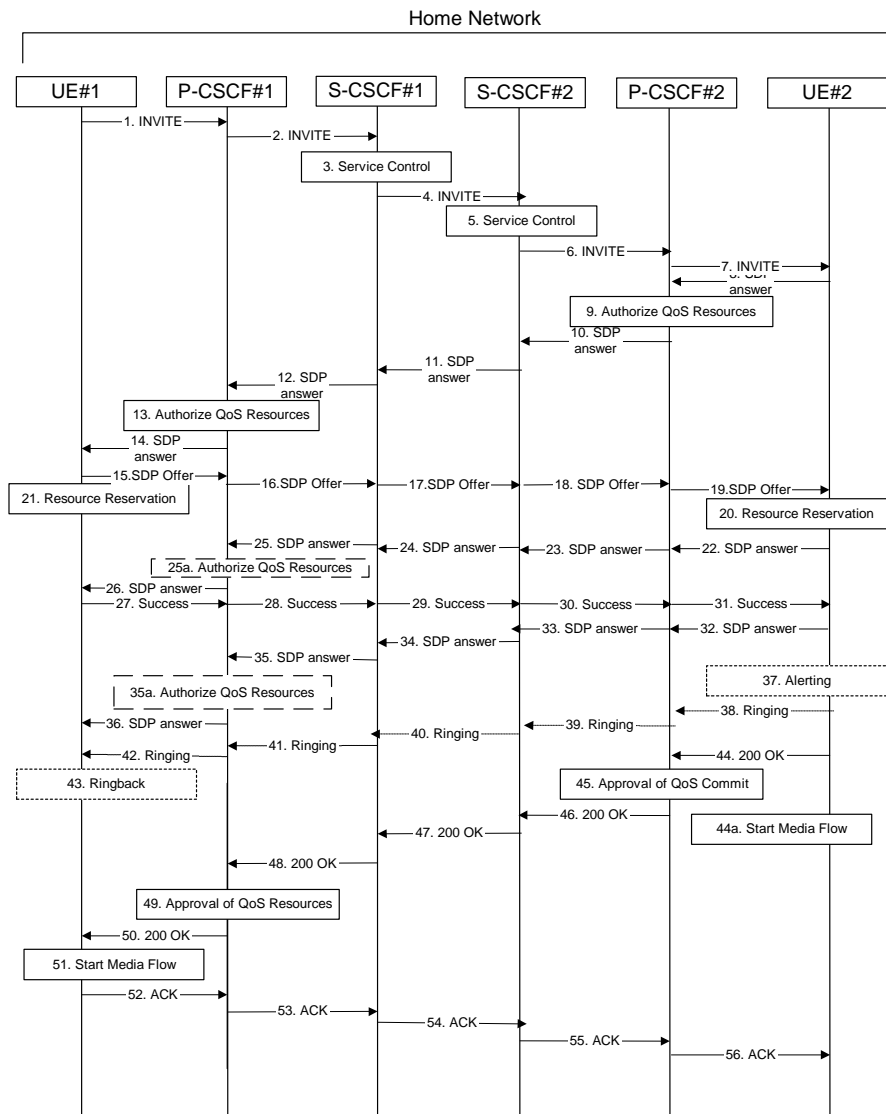 Home Network
UE#1
P-CSCF#1
S-CSCF#1
S-CSCF#2
P-CSCF#2
UE#2
1. INVITE
2. INVITE
3. Service Control
4. INVITE
5. Service Control
6. INVITE
7. INVITE
answer
9. Authorize QoS Resources
10. SDP
answer
11. SDP
answer
12. SDP
answer
13. Authorize QoS Resources
14. SDP
answer
15.SDP Offer
16.SDP Offer
17.SDP Offer
18. SDP Offer
19.SDP Offer
21. Resource Reservation
20. Resource Reservation
25. SDP answer
24. SDP answer
23. SDP answer
22. SDP answer
25a. Authorize QoS Resources
26. SDP answer
27. Success
28. Success
29. Success
30. Success
31. Success
33. SDP answer
32. SDP answer
34. SDP answer
35. SDP answer
37. Alerting
35a. Authorize QoS Resources
38. Ringing
36. SDP answer
39. Ringing
40. Ringing
41. Ringing
42. Ringing
44. 200 OK
43. Ringback
45. Approval of QoS Commit
46. 200 OK
44a. Start Media Flow
47. 200 OK
48. 200 OK
49. Approval of QoS Resources
50. 200 OK
51. Start Media Flow
52. ACK
53. ACK
54. ACK
55. ACK
56. ACK